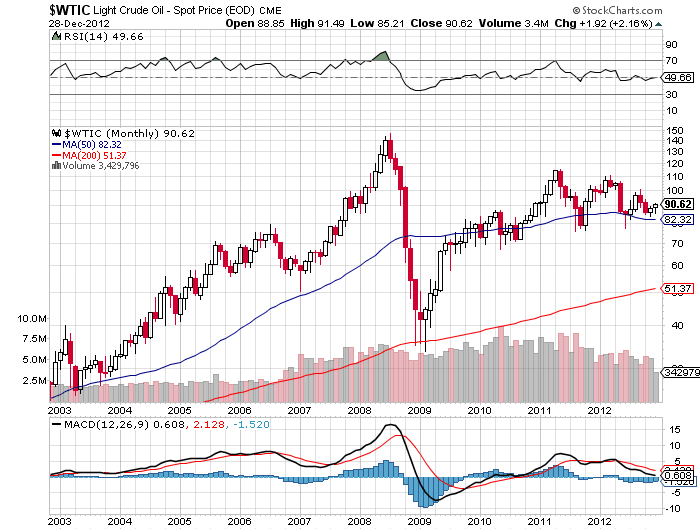 $WTIC Light Crude Oil - Spot Price (EOD) CME © StockCharts.com
28-Dec-2012 Open 88.85 High 91.49 Low 85.21 Close 90.62 Volume 3.4M Chg +1.92 (+2.16%)
RSI(14) 49.66
90
70
49.66
30
10
$WTIC (Monthly) 90.62
MA(50) 82.32
MA(200) 51.37
Volume 3,429,796
150
140
130
120
110
100
90.62
82.32
70
60
51.37
40
30
342979
10.0M
7.5M
5.0M
2.5M
2003 2004 2005 2006 2007 2008 2009 2010 2011 2012
MACD(12,26,9) 0.608, 2.128, -1.520
15
10
5
0.608
-5
-10
2003 2004 2005 2006 2007 2008 2009 2010 2011 2012